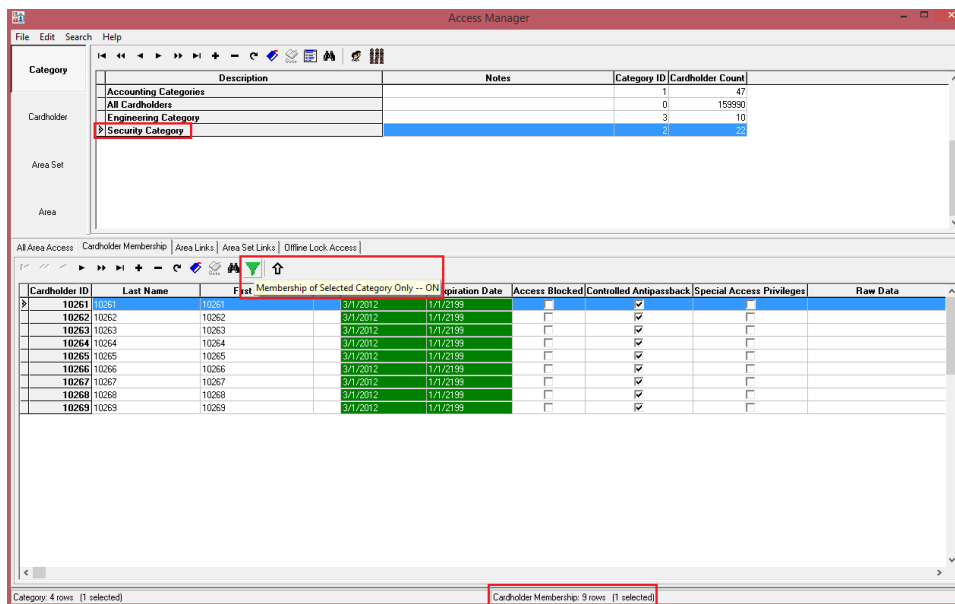 Access Manager
File Edit Search Help
Category
Cardholder
Area Set
Area
Description Notes Category ID Cardholder Count
Accounting Categories 1 47
All Cardholders 0 159990
Engineering Category 3 10
Security Category 2 22
All Area Access Cardholder Membership Area Links Area Set Links Offline Lock Access
Membership of Selected Category Only -- ON
Cardholder ID Last Name First xpiration Date Access Blocked Controlled Antipassback Special Access Privileges Raw Data
10261 10261 10261 3/1/2012 1/1/2199
10262 10262 10262 3/1/2012 1/1/2199
10263 10263 10263 3/1/2012 1/1/2199
10264 10264 10264 3/1/2012 1/1/2199
10265 10265 10265 3/1/2012 1/1/2199
10266 10266 10266 3/1/2012 1/1/2199
10267 10267 10267 3/1/2012 1/1/2199
10268 10268 10268 3/1/2012 1/1/2199
10269 10269 10269 3/1/2012 1/1/2199
Category: 4 rows (1 selected) Cardholder Membership: 9 rows (1 selected)